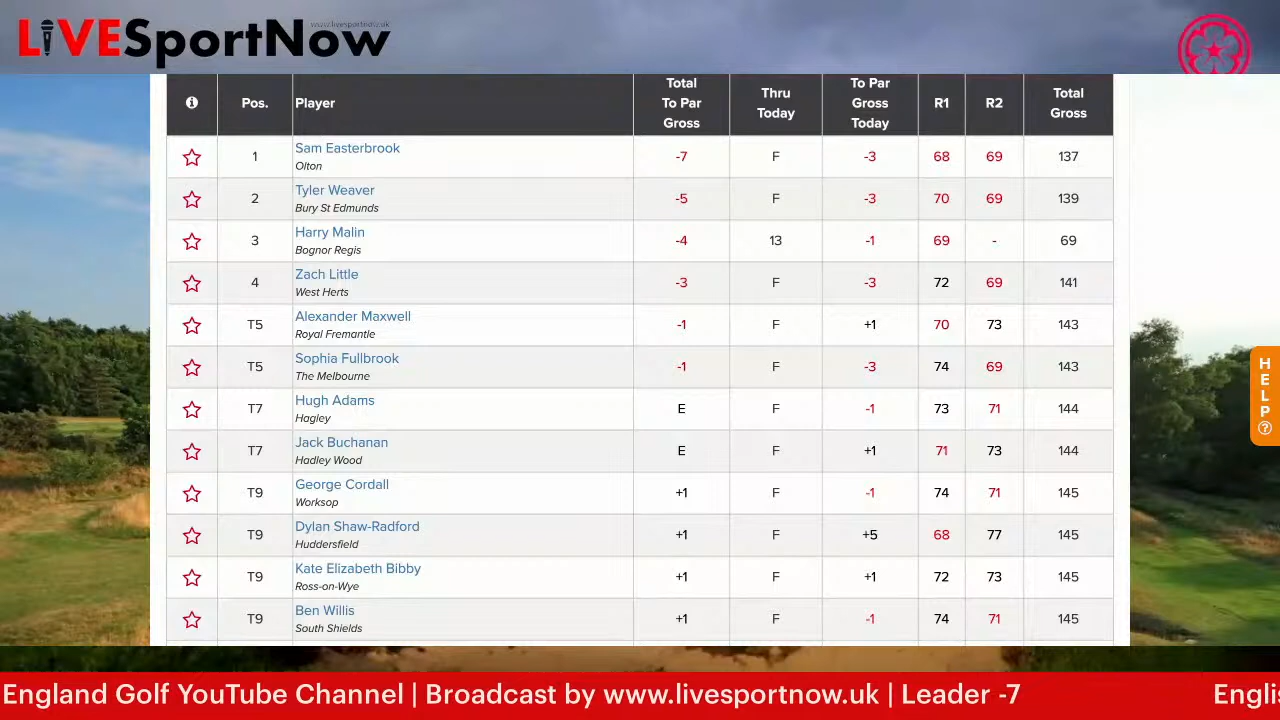 www.livesportnow.uk
LiVESportNow
Pos. Player Total To Par Gross Thru Today To Par Gross Today R1 R2 Total Gross
1 Sam Easterbrook -7 F -3 68 69 137
Olton
2 Tyler Weaver -5 F -3 70 69 139
Bury St Edmunds
3 Harry Malin -4 13 -1 69 - 69
Bognor Regis
4 Zach Little -3 F -3 72 69 141
West Herts
T5 Alexander Maxwell -1 F +1 70 73 143
Royal Fremantle
T5 Sophia Fullbrook -1 F -3 74 69 143
The Melbourne
T7 Hugh Adams E F -1 73 71 144
Hagley
T7 Jack Buchanan E F +1 71 73 144
Hadley Wood
T9 George Cordall +1 F -1 74 71 145
Worksop
T9 Dylan Shaw-Radford +1 F +5 68 77 145
Huddersfield
T9 Kate Elizabeth Bibby +1 F +1 72 73 145
Ross-on-Wye
T9 Ben Willis +1 F -1 74 71 145
South Shields
HELP?
England Golf YouTube Channel | Broadcast by www.livesportnow.uk | Leader -7 Englis